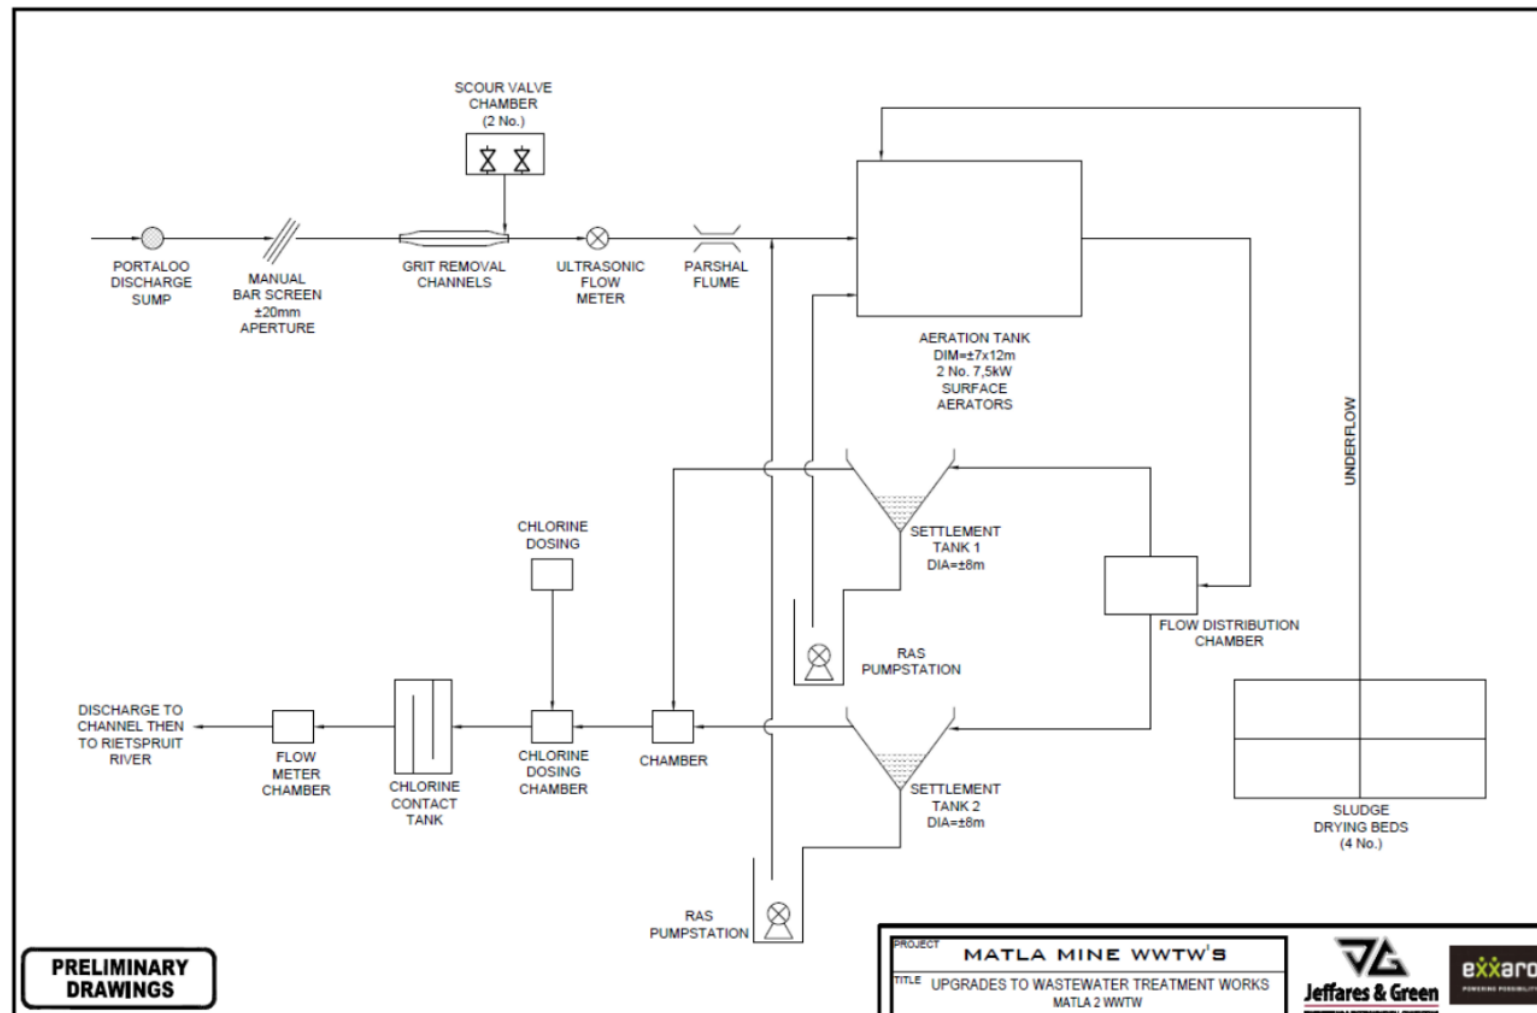 SCOUR VALVE
CHAMBER
(2 No.)
PORTALOO
DISCHARGE
SUMP
MANUAL
BAR SCREEN
±20mm
APERTURE
GRIT REMOVAL
CHANNELS
ULTRASONIC
FLOW
METER
PARSHAL
FLUME
AERATION TANK
DIM=±7x12m
2 No. 7,5kW
SURFACE
AERATORS
UNDERFLOW
SETTLEMENT
TANK 1
DIA=±8m
CHLORINE
DOSING
FLOW DISTRIBUTION
CHAMBER
RAS
PUMPSTATION
DISCHARGE TO
CHANNEL THEN
TO RIETSPRUIT
RIVER
FLOW
METER
CHAMBER
CHLORINE
CONTACT
TANK
CHLORINE
DOSING
CHAMBER
CHAMBER
SETTLEMENT
TANK 2
DIA=±8m
SLUDGE
DRYING BEDS
(4 No.)
RAS
PUMPSTATION
PRELIMINARY
DRAWINGS
PROJECT
MATLA MINE WWTW'S
TITLE
UPGRADES TO WASTEWATER TREATMENT WORKS
MATLA 2 WWTW
JG
Jeffares & Green
exxaro
POWERING POSSIBILITY